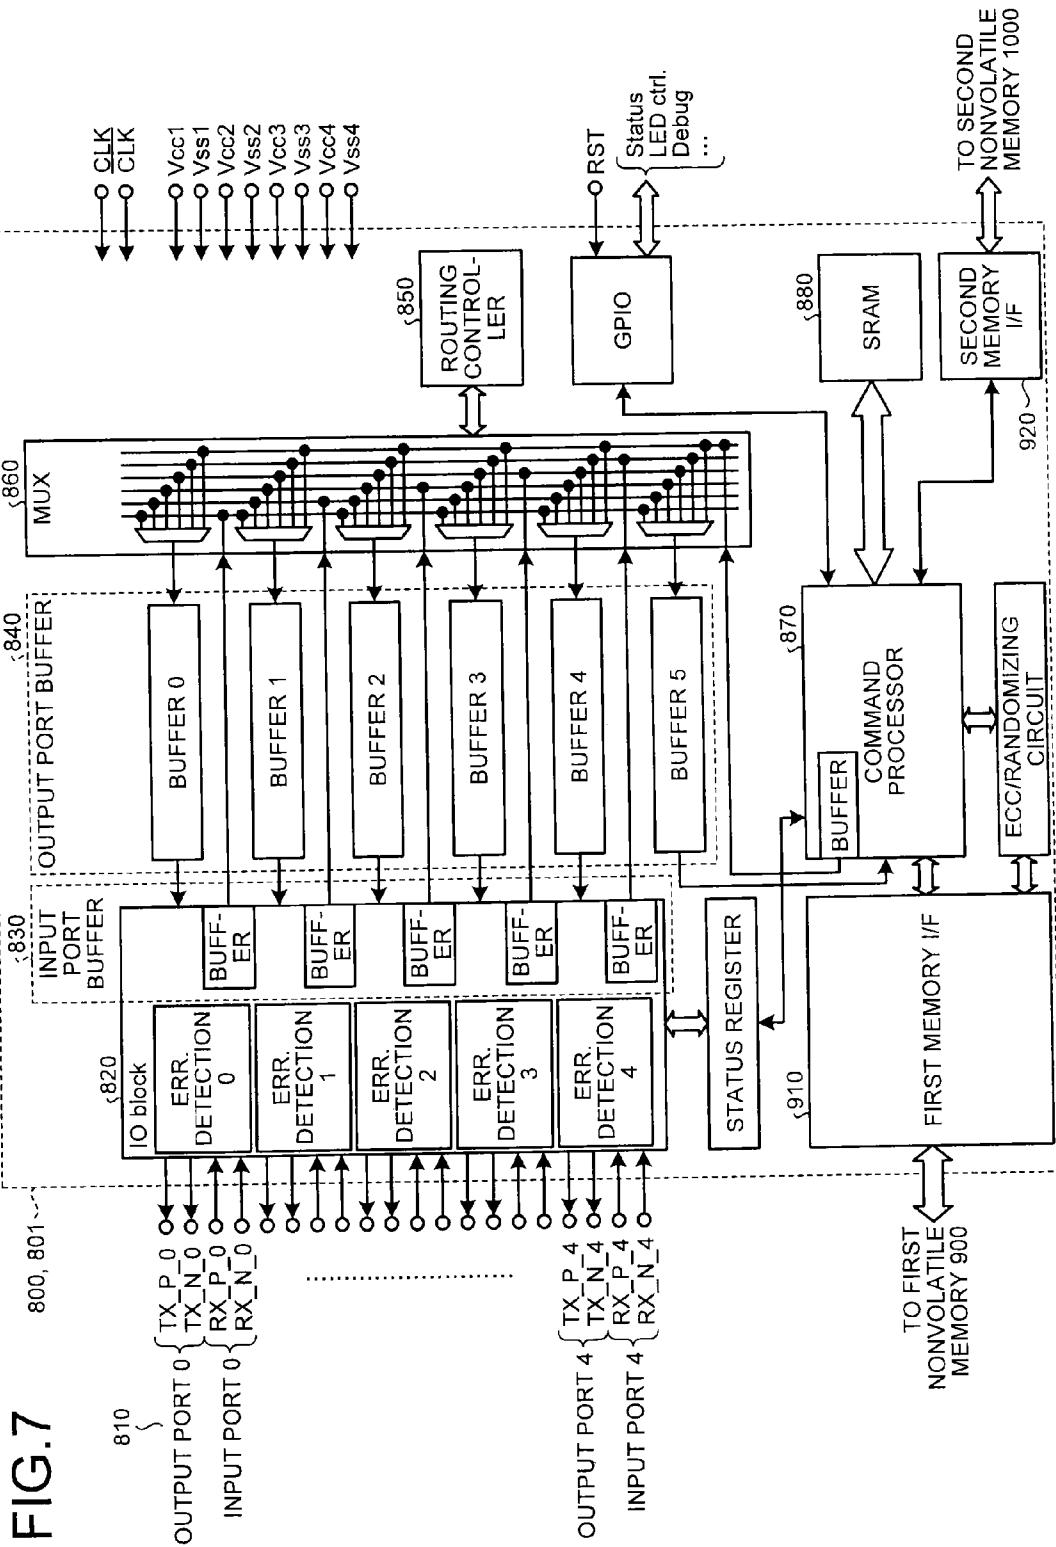 FIG.7
800, 801
810
OUTPUT PORT 0
TX_P_0
TX_N_0
INPUT PORT 0
RX_P_0
RX_N_0
OUTPUT PORT 4
TX_P_4
TX_N_4
INPUT PORT 4
RX_P_4
RX_N_4
820
IO block
ERR.
DETECTION
0
ERR.
DETECTION
1
ERR.
DETECTION
2
ERR.
DETECTION
3
ERR.
DETECTION
4
830
INPUT
PORT
BUFFER
BUFF-
ER
BUFF-
ER
BUFF-
ER
BUFF-
ER
BUFF-
ER
840
OUTPUT PORT BUFFER
BUFFER 0
BUFFER 1
BUFFER 2
BUFFER 3
BUFFER 4
BUFFER 5
860
MUX
850
ROUTING
CONTROL-
LER
CLK
CLK
Vcc1
Vss1
Vcc2
Vss2
Vcc3
Vss3
Vcc4
Vss4
GPIO
RST
Status
LED ctrl.
Debug
...
STATUS REGISTER
870
BUFFER
COMMAND
PROCESSOR
880
SRAM
SECOND
MEMORY
I/F
920
TO SECOND
NONVOLATILE
MEMORY 1000
910
FIRST MEMORY I/F
ECC/RANDOMIZING
CIRCUIT
TO FIRST
NONVOLATILE
MEMORY 900